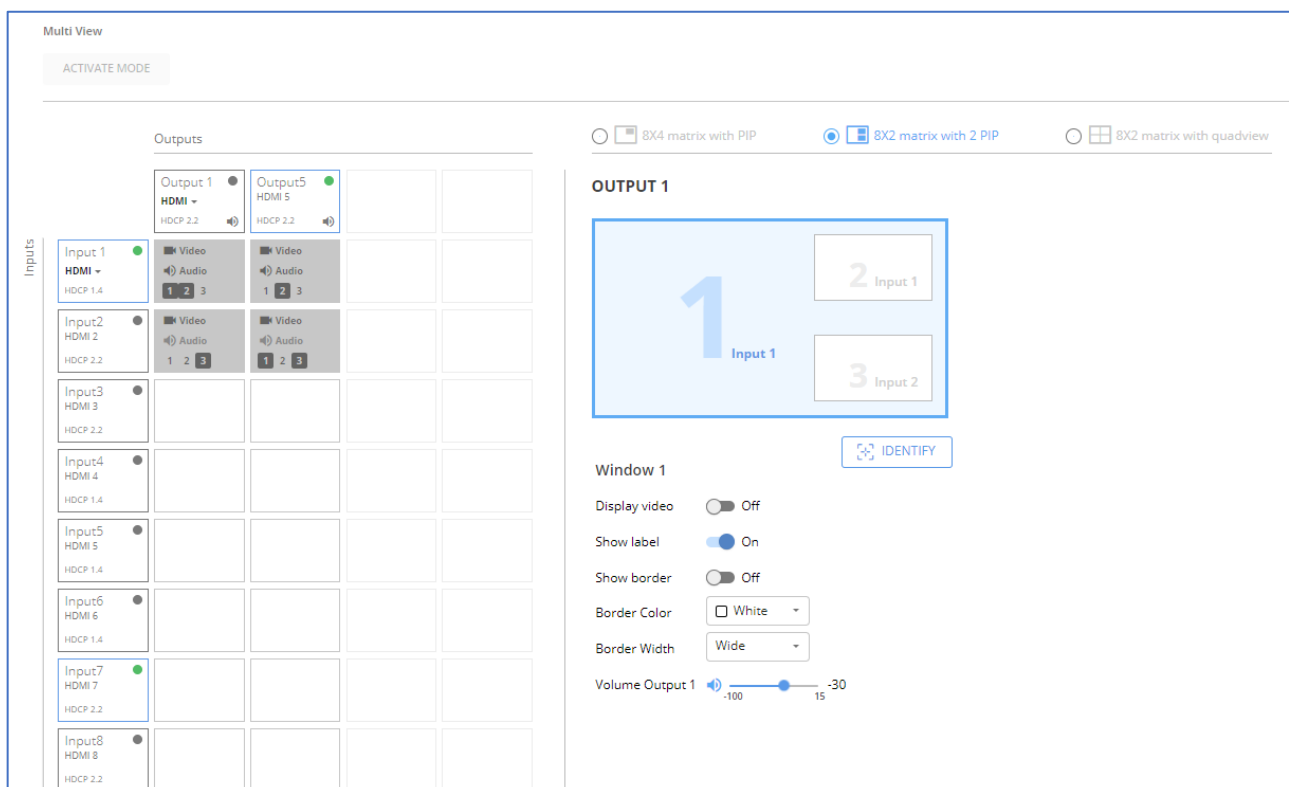 Multi View
ACTIVATE MODE
Outputs
8X4 matrix with PIP
8X2 matrix with 2 PIP
8X2 matrix with quadview
Output 1
HDMI
HDCP 2.2
Output5
HDMI 5
HDCP 2.2
Inputs
Input 1
HDMI
HDCP 1.4
Video
Audio
1 2 3
Video
Audio
1 2 3
Input2
HDMI 2
HDCP 2.2
Video
Audio
1 2 3
Video
Audio
1 2 3
Input3
HDMI 3
HDCP 2.2
Input4
HDMI 4
HDCP 1.4
Input5
HDMI 5
HDCP 1.4
Input6
HDMI 6
HDCP 1.4
Input7
HDMI 7
HDCP 2.2
Input8
HDMI 8
HDCP 2.2
OUTPUT 1
1 Input 1
2 Input 1
3 Input 2
IDENTIFY
Window 1
Display video Off
Show label On
Show border Off
Border Color White
Border Width Wide
Volume Output 1 -30
-100 15